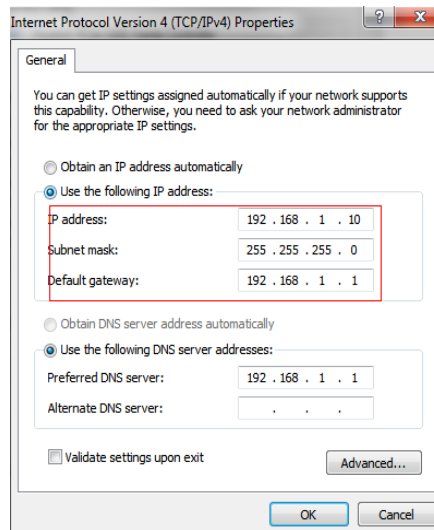 Internet Protocol Version 4 (TCP/IPv4) Properties
General
You can get IP settings assigned automatically if your network supports
this capability. Otherwise, you need to ask your network administrator
for the appropriate IP settings.
Obtain an IP address automatically
Use the following IP address:
IP address: 192 . 168 . 1 . 10
Subnet mask: 255 . 255 . 255 . 0
Default gateway: 192 . 168 . 1 . 1
Obtain DNS server address automatically
Use the following DNS server addresses:
Preferred DNS server: 192 . 168 . 1 . 1
Alternate DNS server: . . .
Validate settings upon exit
Advanced...
OK Cancel